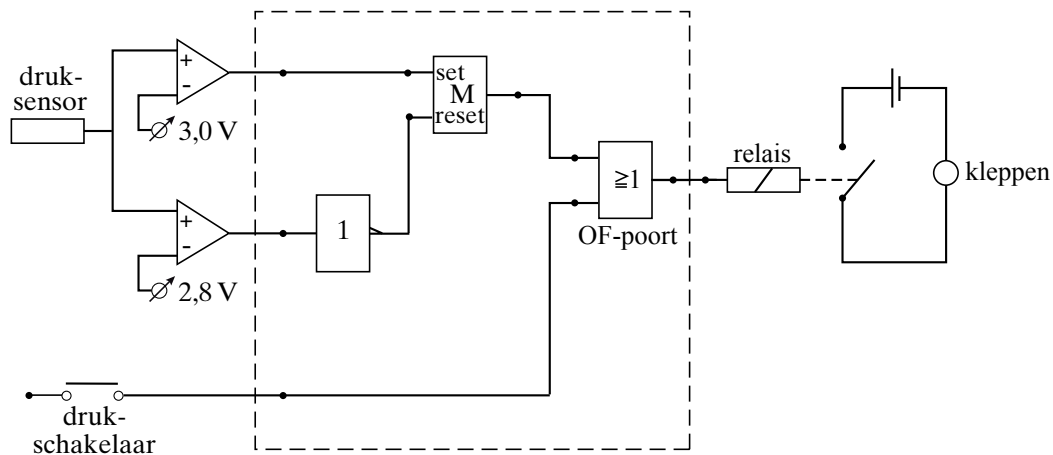 druk-
sensor
+
-
3,0 V
+
-
2,8 V
set
M
reset
1
≧1
OF-poort
relais
kleppen
druk-
schakelaar